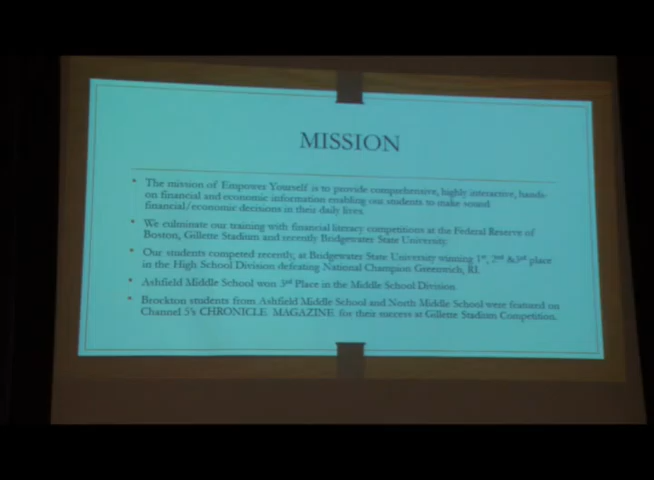 MISSION
• The mission of Empower Yourself is to provide comprehensive, highly interactive, hands-
on financial and economic information enabling our students to make sound
financial/economic decisions in their daily lives.
• We culminate our training with financial literacy competitions at the Federal Reserve of
Boston, Gillette Stadium and recently Bridgewater State University.
• Our students competed recently, at Bridgewater State University winning 1st, 2nd &3rd place
in the High School Division defeating National Champion Greenwich, RI.
• Ashfield Middle School won 3rd Place in the Middle School Division.
• Brockton students from Ashfield Middle School and North Middle School were featured on
Channel 5's CHRONICLE MAGAZINE for their success at Gillette Stadium Competition.